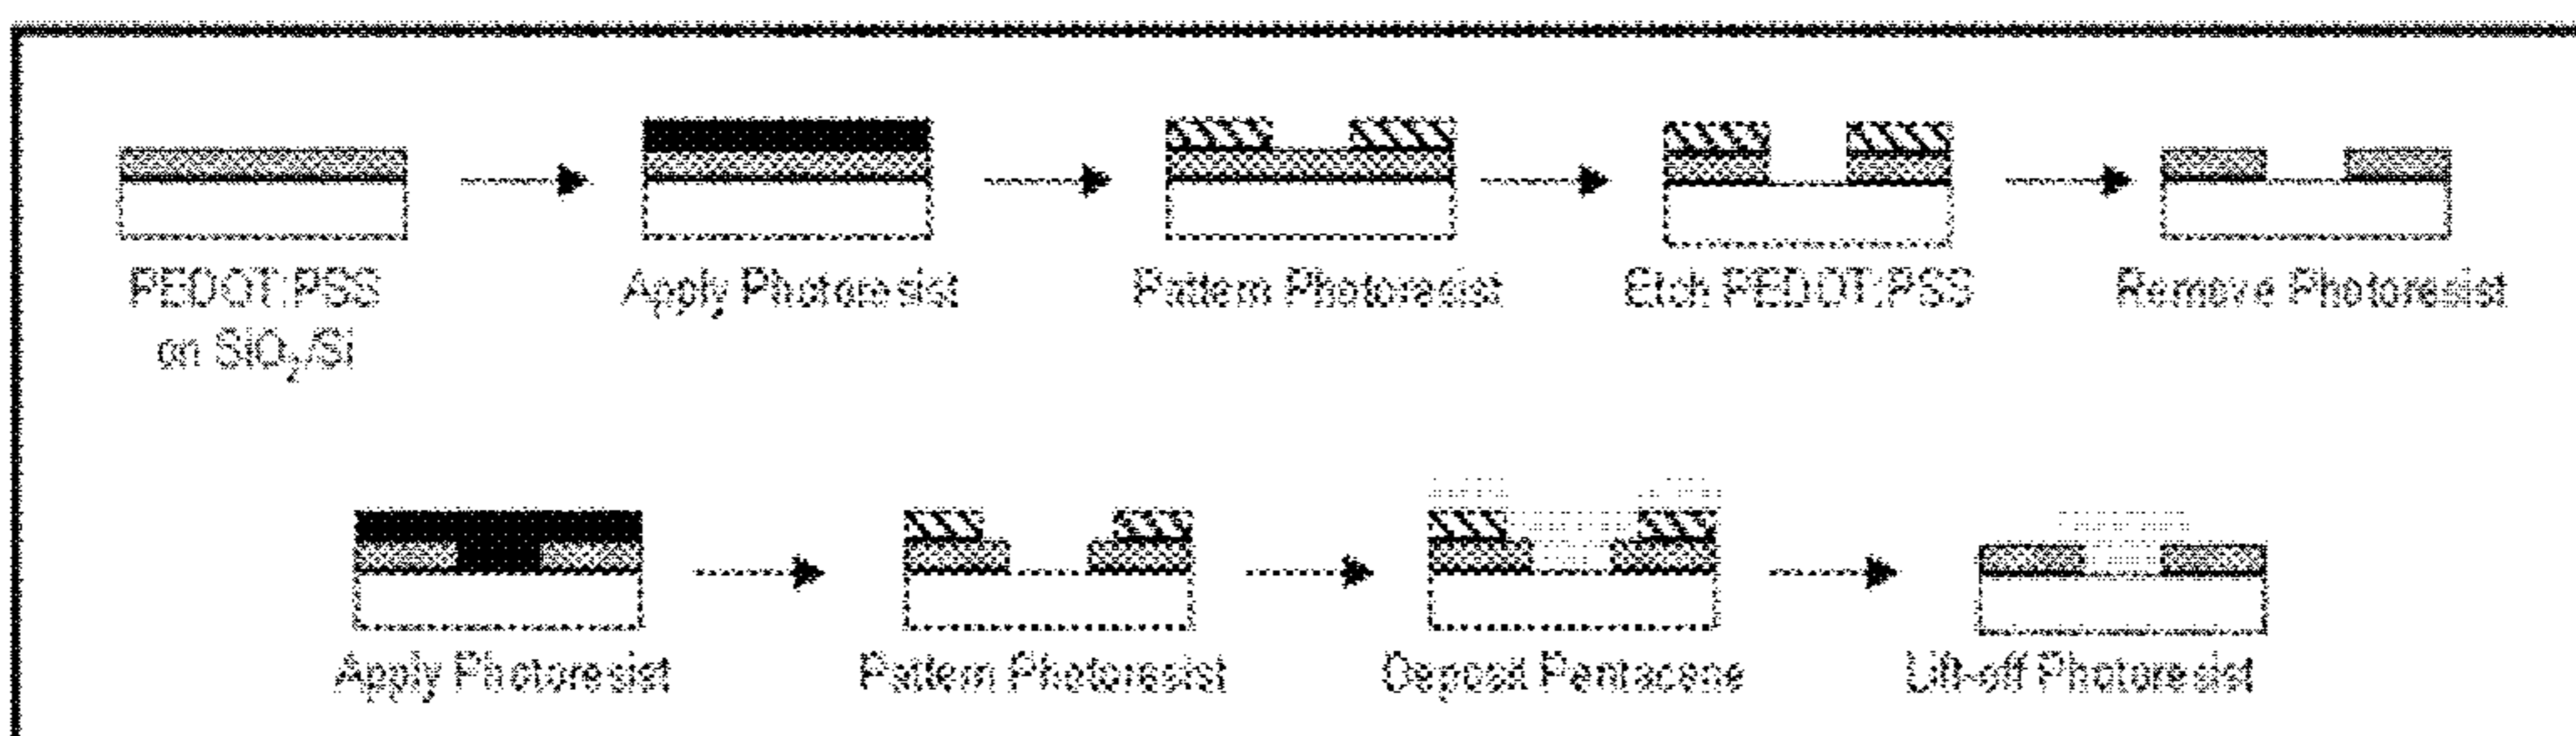 PEDOT:PSS
on SiO₂/Si
Apply Photoresist
Pattern Photoresist
Etch PEDOT:PSS
Remove Photoresist
Apply Photoresist
Pattern Photoresist
Deposit Pentacene
Lift-off Photoresist